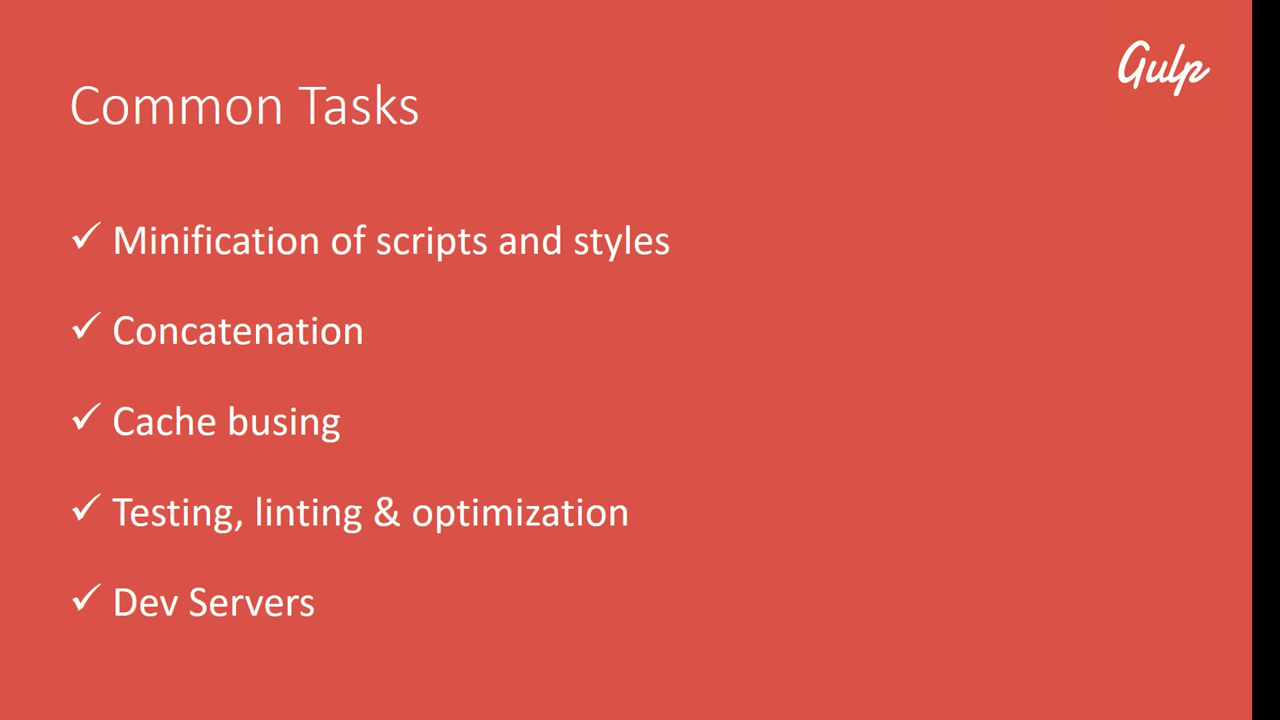 Gulp
Common Tasks
✓ Minification of scripts and styles
✓ Concatenation
✓ Cache busing
✓ Testing, linting & optimization
✓ Dev Servers